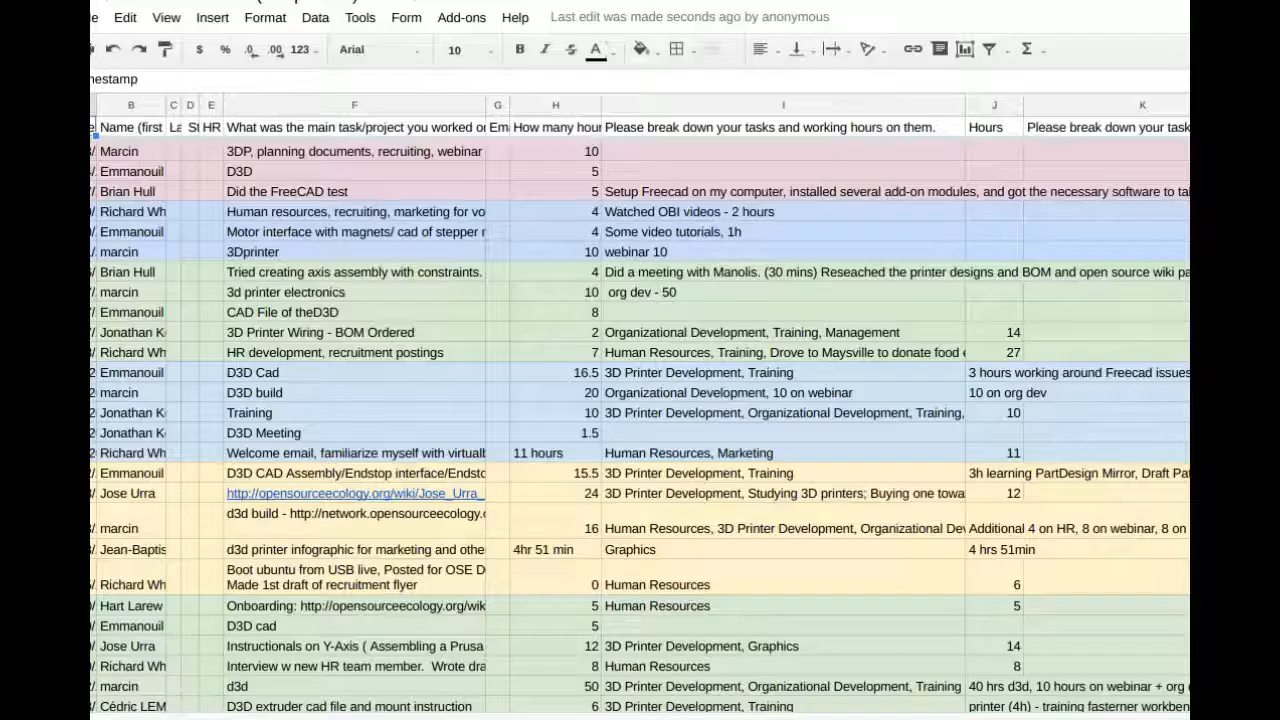 Edit View Insert Format Data Tools Form Add-ons Help Last edit was made seconds ago by anonymous
$ % .0 .00 123 Arial 10 B I S A Σ
nestamp
B C D E F G H I J K
Name (first La St HR What was the main task/project you worked or Em How many hour Please break down your tasks and working hours on them. Hours Please break down your task
Marcin 3DP, planning documents, recruiting, webinar 10
Emmanouil D3D 5
Brian Hull Did the FreeCAD test 5 Setup Freecad on my computer, installed several add-on modules, and got the necessary software to tal
Richard Wh Human resources, recruiting, marketing for vo 4 Watched OBI videos - 2 hours
Emmanouil Motor interface with magnets/ cad of stepper r 4 Some video tutorials, 1h
marcin 3Dprinter 10 webinar 10
Brian Hull Tried creating axis assembly with constraints. 4 Did a meeting with Manolis. (30 mins) Reseached the printer designs and BOM and open source wiki pa
marcin 3d printer electronics 10 org dev - 50
Emmanouil CAD File of theD3D 8
Jonathan K 3D Printer Wiring - BOM Ordered 2 Organizational Development, Training, Management 14
Richard Wh HR development, recruitment postings 7 Human Resources, Training, Drove to Maysville to donate food e 27
Emmanouil D3D Cad 16.5 3D Printer Development, Training 3 hours working around Freecad issues
marcin D3D build 20 Organizational Development, 10 on webinar 10 on org dev
Jonathan K Training 10 3D Printer Development, Organizational Development, Training, 10
Jonathan K D3D Meeting 1.5
Richard Wh Welcome email, familiarize myself with virtualb 11 hours Human Resources, Marketing 11
Emmanouil D3D CAD Assembly/Endstop interface/Endsto 15.5 3D Printer Development, Training 3h learning PartDesign Mirror, Draft Pat
Jose Urra http://opensourceecology.org/wiki/Jose_Urra_ 24 3D Printer Development, Studying 3D printers; Buying one towa 12
d3d build - http://network.opensourceecology.o
marcin 16 Human Resources, 3D Printer Development, Organizational Dev Additional 4 on HR, 8 on webinar, 8 on
Jean-Baptis d3d printer infographic for marketing and othe 4hr 51 min Graphics 4 hrs 51min
Boot ubuntu from USB live, Posted for OSE D
Richard Wh Made 1st draft of recruitment flyer 0 Human Resources 6
Hart Larew Onboarding: http://opensourceecology.org/wik 5 Human Resources 5
Emmanouil D3D cad 5
Jose Urra Instructionals on Y-Axis ( Assembling a Prusa 12 3D Printer Development, Graphics 14
Richard Wh Interview w new HR team member. Wrote dra 8 Human Resources 8
marcin d3d 50 3D Printer Development, Organizational Development, Training 40 hrs d3d, 10 hours on webinar + org
Cédric LEM D3D extruder cad file and mount instruction 6 3D Printer Development, Training printer (4h) - training fasterner workben